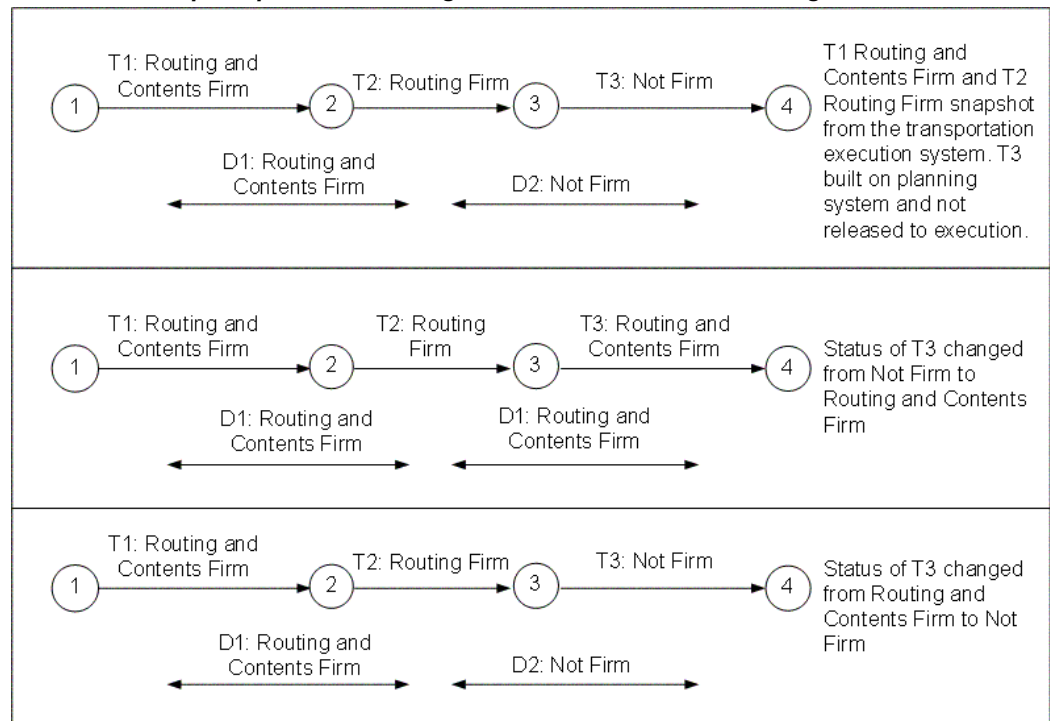 T1: Routing and
Contents Firm
T2: Routing Firm
T3: Not Firm
1
2
3
4
D1: Routing and
Contents Firm
D2: Not Firm
T1 Routing and
Contents Firm and T2
Routing Firm snapshot
from the transportation
execution system. T3
built on planning
system and not
released to execution.
T1: Routing and
Contents Firm
T2: Routing
Firm
T3: Routing and
Contents Firm
1
2
3
4
D1: Routing and
Contents Firm
D1: Routing and
Contents Firm
Status of T3 changed
from Not Firm to
Routing and Contents
Firm
T1: Routing and
Contents Firm
T2: Routing Firm
T3: Not Firm
1
2
3
4
D1: Routing and
Contents Firm
D2: Not Firm
Status of T3 changed
from Routing and
Contents Firm to Not
Firm